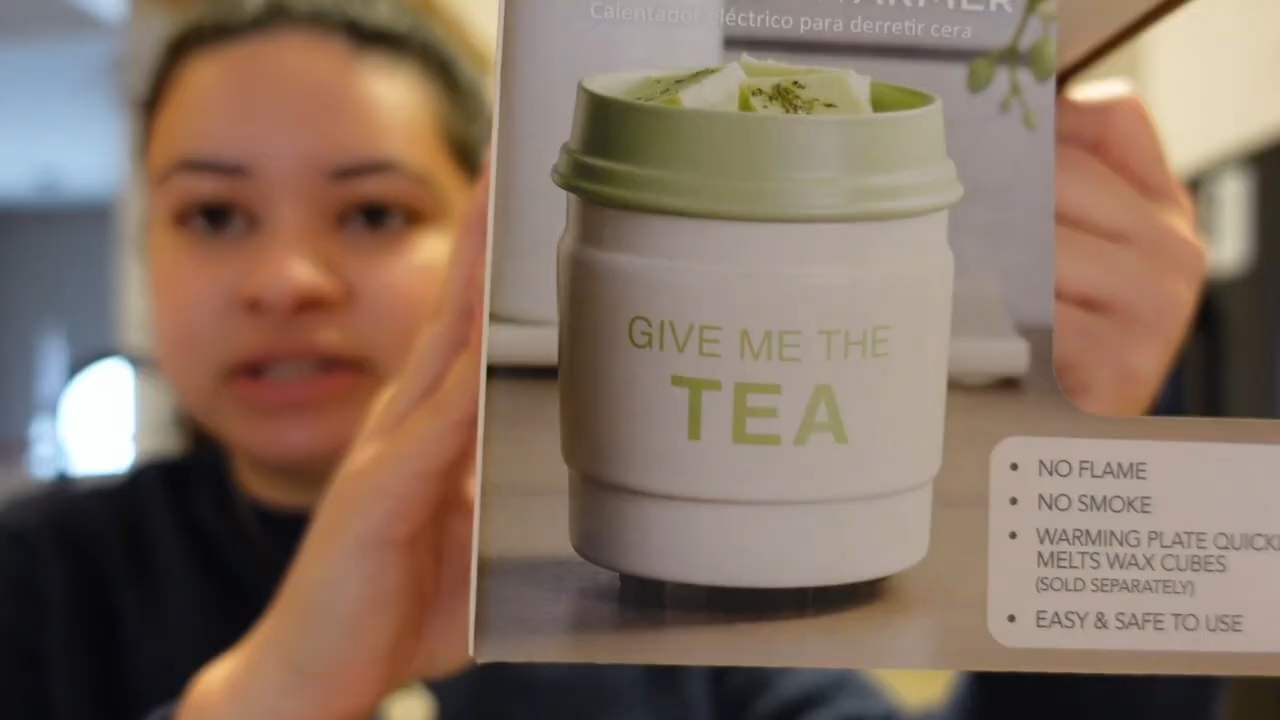 Calentador eléctrico para derretir cera
GIVE ME THE
TEA
• NO FLAME
• NO SMOKE
• WARMING PLATE
MELTS WAX CUBES
(SOLD SEPARATELY)
• EASY & SAFE TO USE